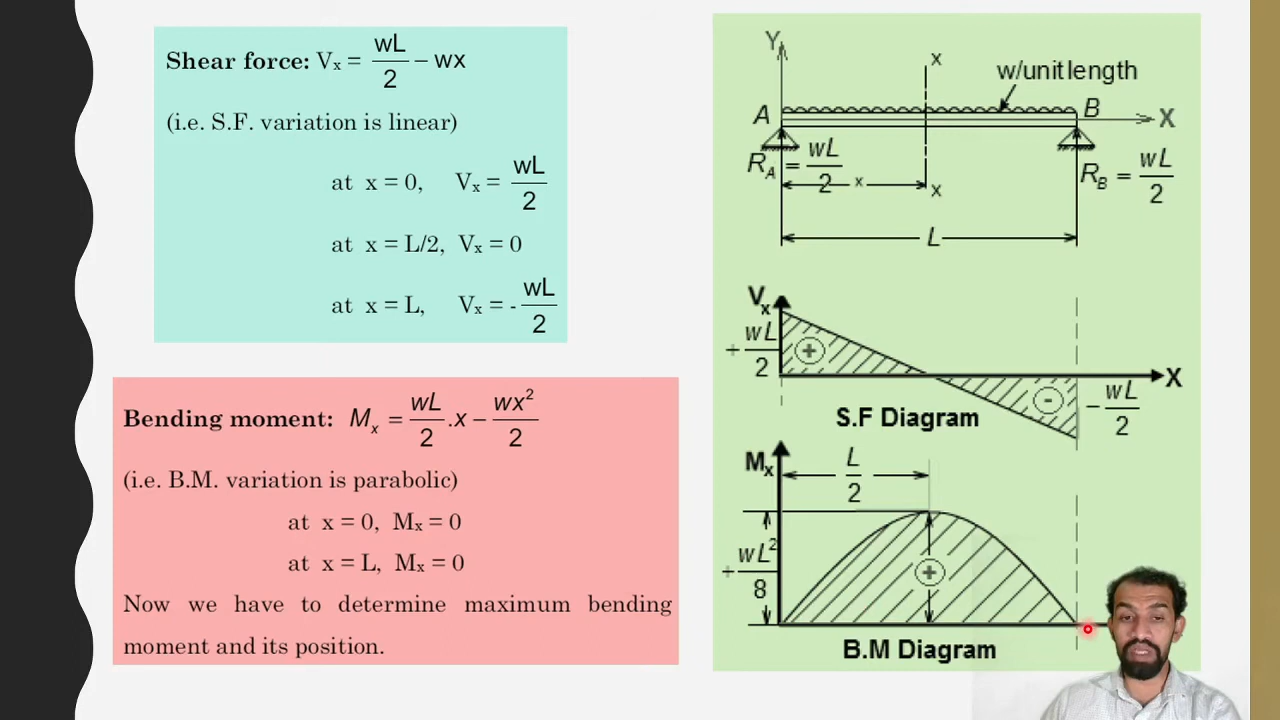 Shear force: Vₓ = wL/2 − wx
(i.e. S.F. variation is linear)
at x = 0, Vₓ = wL/2
at x = L/2, Vₓ = 0
at x = L, Vₓ = - wL/2
Bending moment: Mₓ = wL/2 .x − wx²/2
(i.e. B.M. variation is parabolic)
at x = 0, Mₓ = 0
at x = L, Mₓ = 0
Now we have to determine maximum bending
moment and its position.
Y
x
w/unit length
A
B
X
R_A = wL/2
x
x
R_B = wL/2
L
Vₓ
+ wL/2
+
X
-
− wL/2
S.F Diagram
Mₓ
L/2
+ wL²/8
+
B.M Diagram